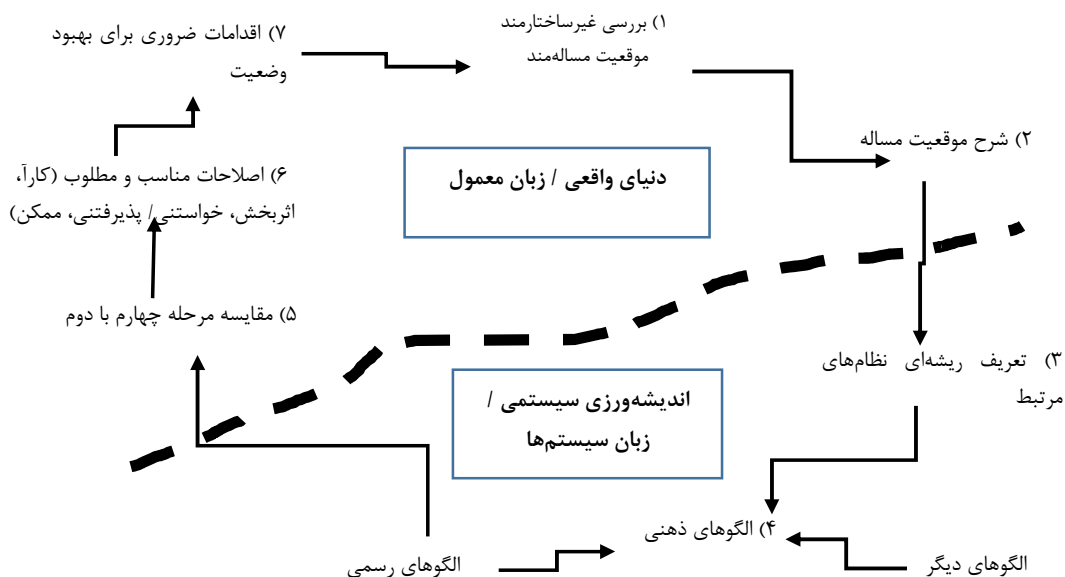 ۱) بررسی غیرساختارمند
موقعیت مساله‌مند
۲) شرح موقعیت مساله
۳) تعریف ریشه‌ای نظام‌های
مرتبط
۴) الگوهای ذهنی
الگوهای دیگر
الگوهای رسمی
۵) مقایسه مرحله چهارم با دوم
۶) اصلاحات مناسب و مطلوب (کارآ،
اثربخش، خواستنی/ پذیرفتنی، ممکن)
۷) اقدامات ضروری برای بهبود
وضعیت
دنیای واقعی / زبان معمول
اندیشه‌ورزی سیستمی /
زبان سیستم‌ها